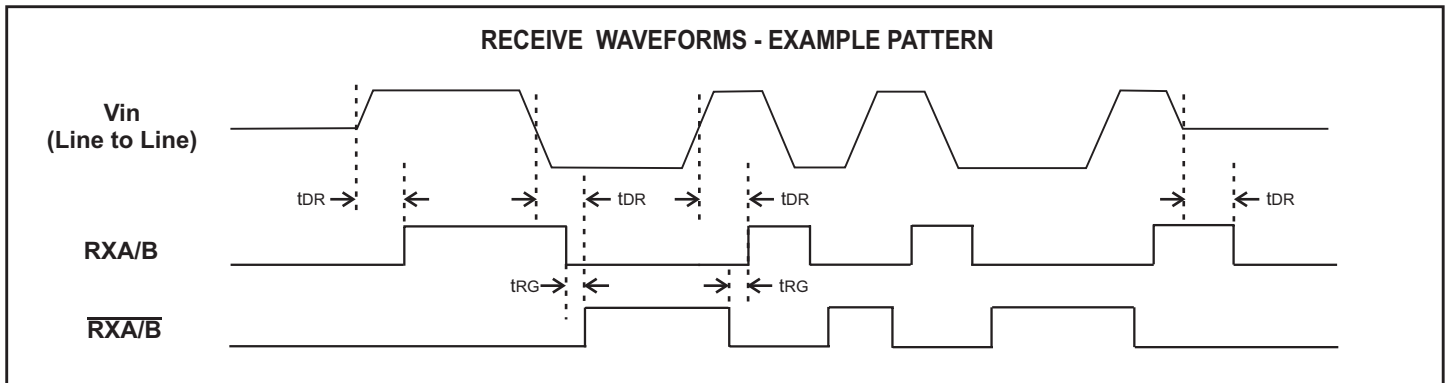 RECEIVE WAVEFORMS - EXAMPLE PATTERN
Vin
(Line to Line)
tDR
tDR
tDR
tDR
RXA/B
tRG
tRG
RXA/B